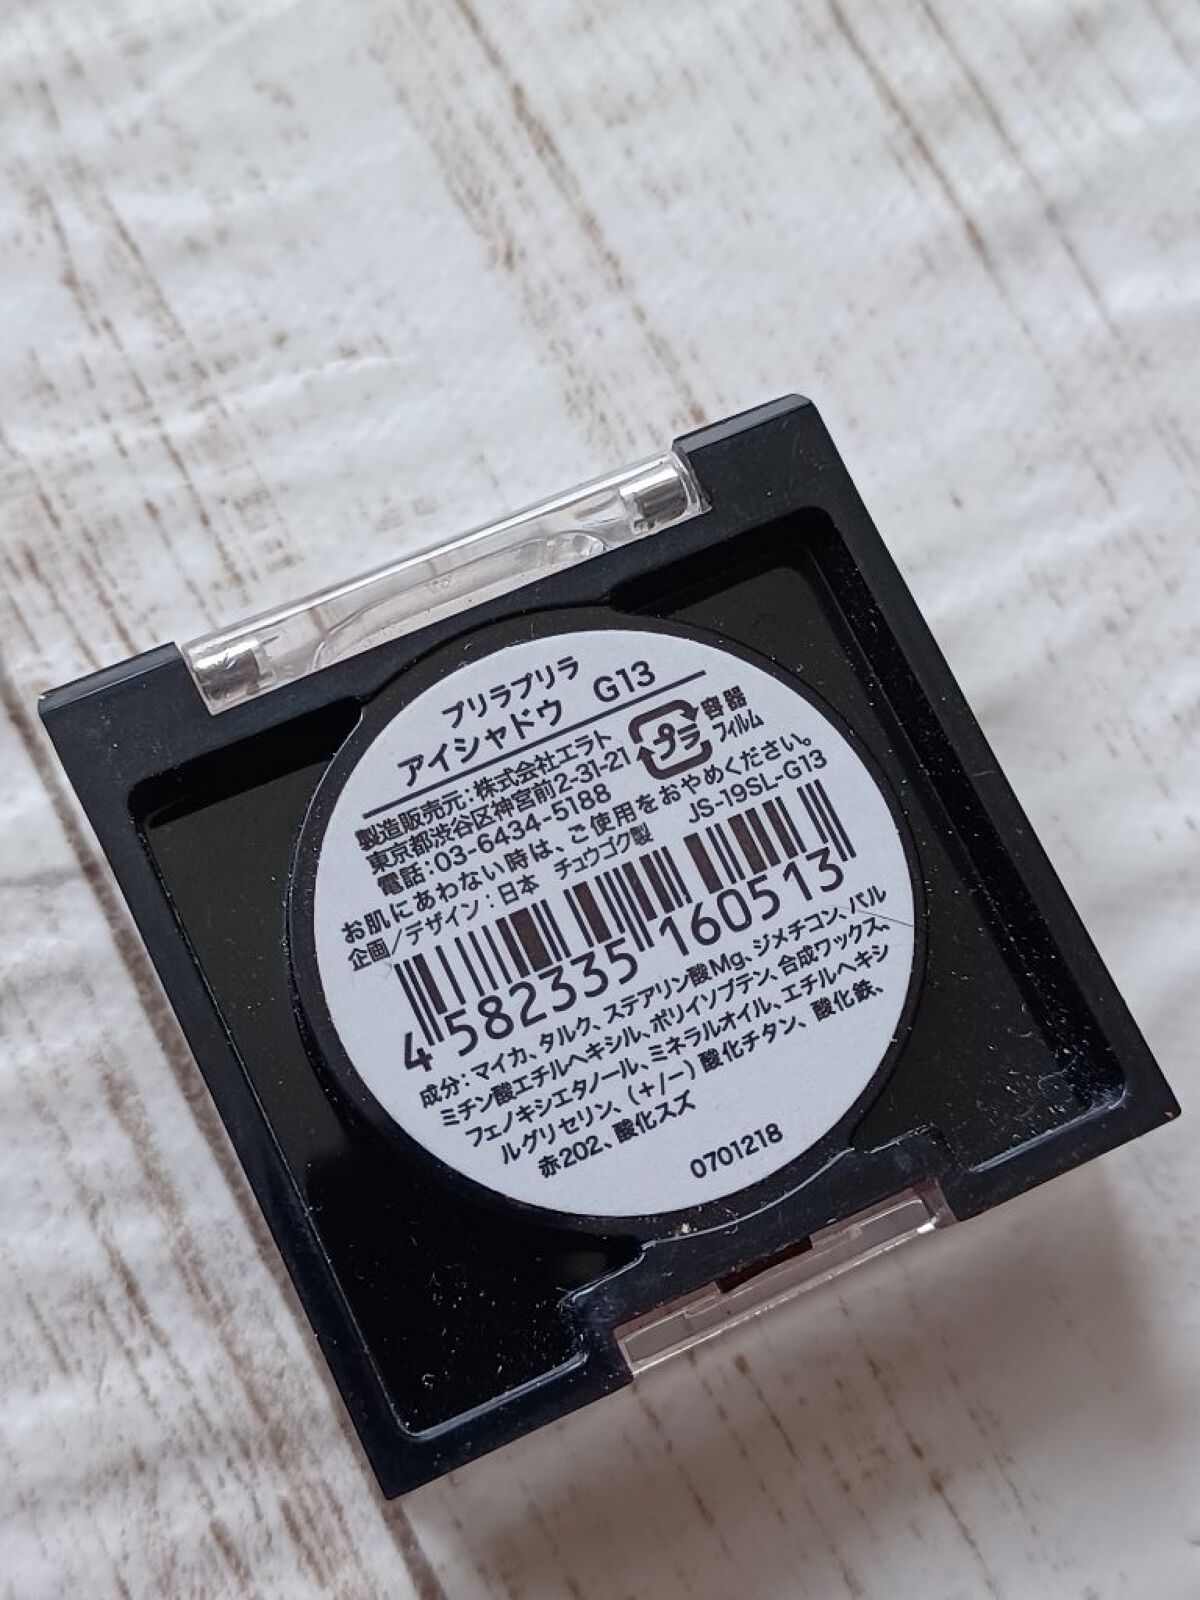 プリラプリラ
アイシャドウ G13
製造販売元:株式会社エラト
東京都渋谷区神宮前2-31-21
電話:03-6434-5188
プラ
容器
フィルム
お肌にあわない時は、ご使用をおやめください。
企画/デザイン:日本 チュウゴク製 JS-19SL-G13
4582335160513
成分:マイカ、タルク、ステアリン酸Mg、ジメチコン、パル
ミチン酸エチルヘキシル、ポリイソブテン、合成ワックス、
フェノキシエタノール、ミネラルオイル、エチルヘキシ
ルグリセリン、(+/−)酸化チタン、酸化鉄、
赤202、酸化スズ
0701218